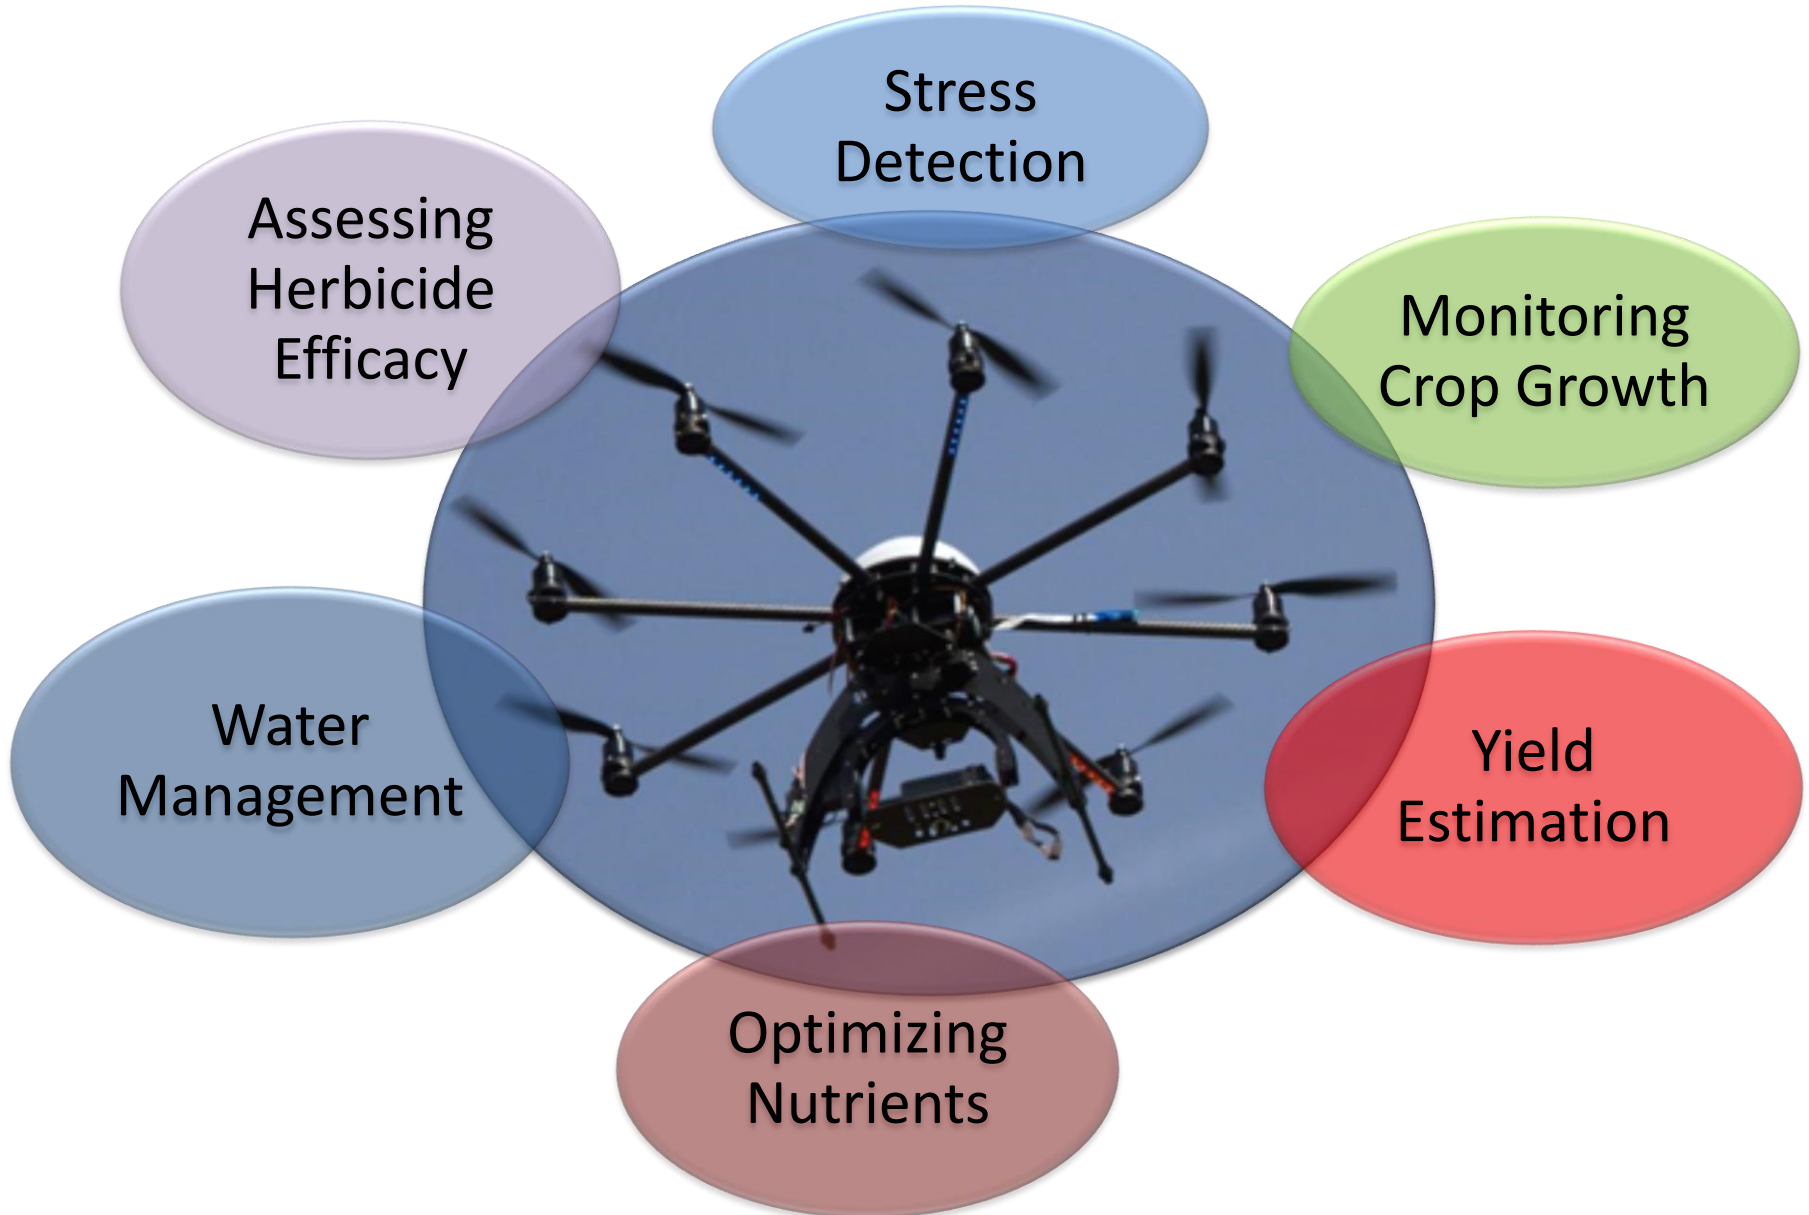 Stress
Detection
Assessing
Herbicide
Efficacy
Monitoring
Crop Growth
Water
Management
Yield
Estimation
Optimizing
Nutrients